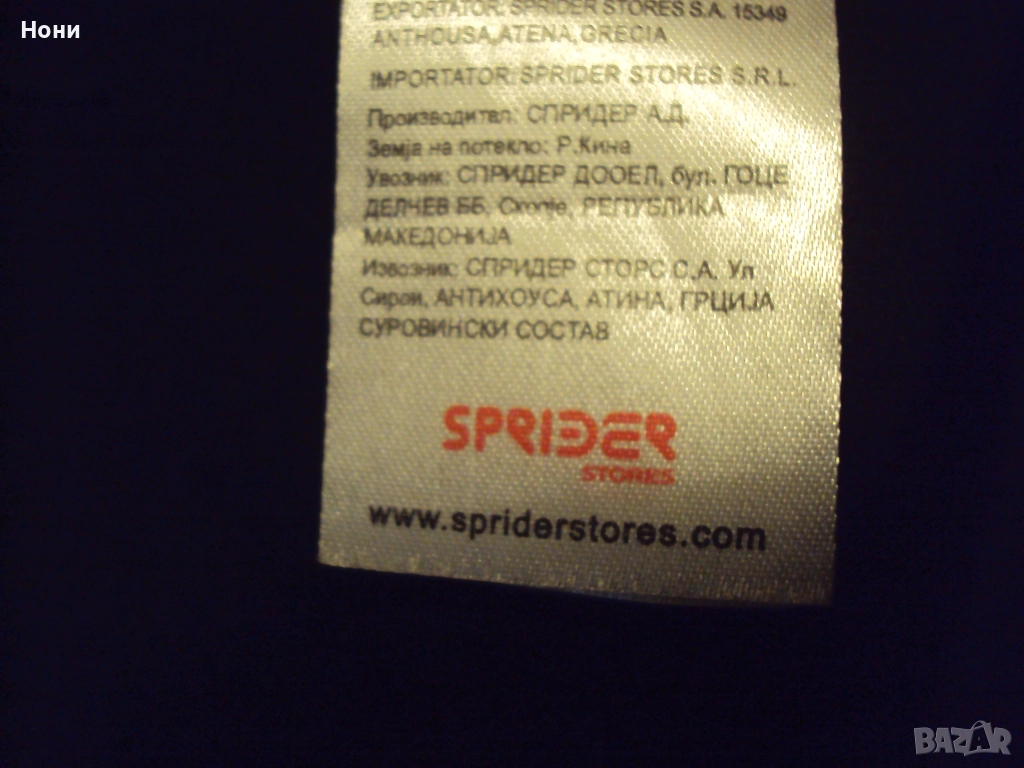 Нони
EXPORTATOR: SPRIDER STORES S.A. 15349
ANTHOUSA,ATENA,GRECIA
IMPORTATOR: SPRIDER STORES S.R.L.
Производител: СПРИДЕР А.Д.
Земја на потекло: Р.Кина
Увозник: СПРИДЕР ДООЕЛ, бул. ГОЦЕ
ДЕЛЧЕВ ББ, Скопје, РЕПУБЛИКА
МАКЕДОНИЈА
Извозник: СПРИДЕР СТОРС С.А. Ул
Сирои, АНТИХОУСА, АТИНА, ГРЦИЈА
СУРОВИНСКИ СОСТАВ
SPRIDER
STORES
www.spriderstores.com
BAZAR